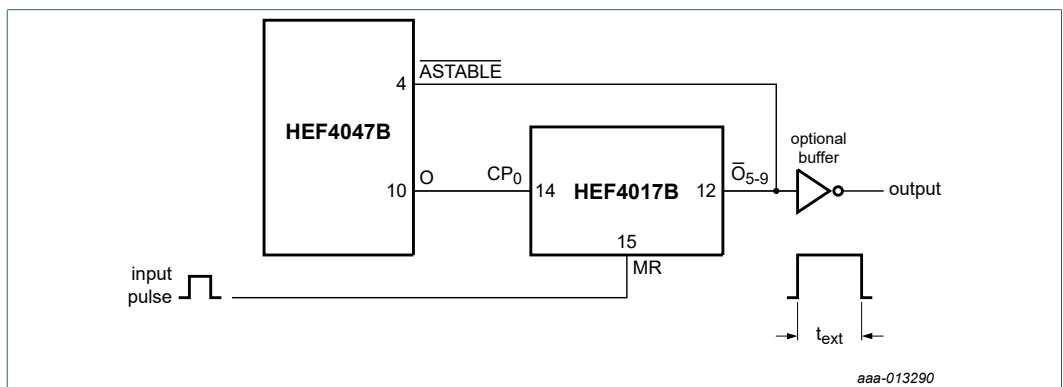 4
ASTABLE
HEF4047B
10
O
CP0
14
HEF4017B
12
O5-9
optional
buffer
output
15
MR
input
pulse
text
aaa-013290